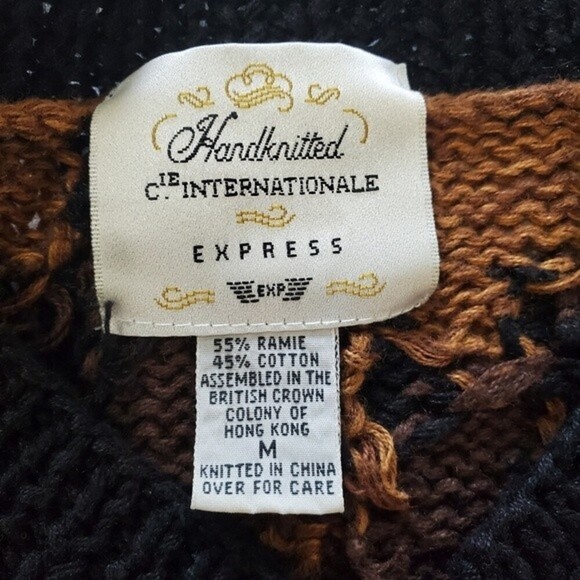 Handknitted
CIE INTERNATIONALE
EXPRESS
EXP
55% RAMIE
45% COTTON
ASSEMBLED IN THE
BRITISH CROWN
COLONY OF
HONG KONG
M
KNITTED IN CHINA
OVER FOR CARE